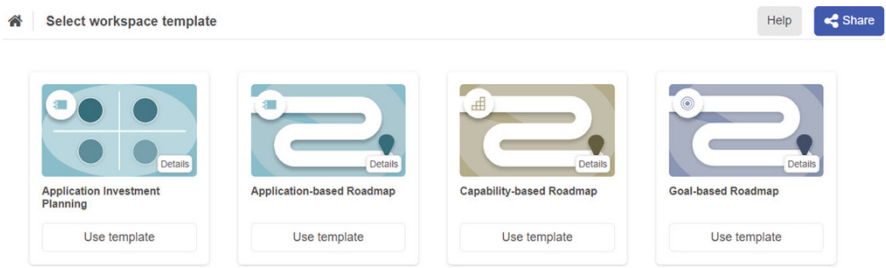 Select workspace template
Help
Share
Details
Details
Details
Details
Application Investment
Planning
Application-based Roadmap
Capability-based Roadmap
Goal-based Roadmap
Use template
Use template
Use template
Use template